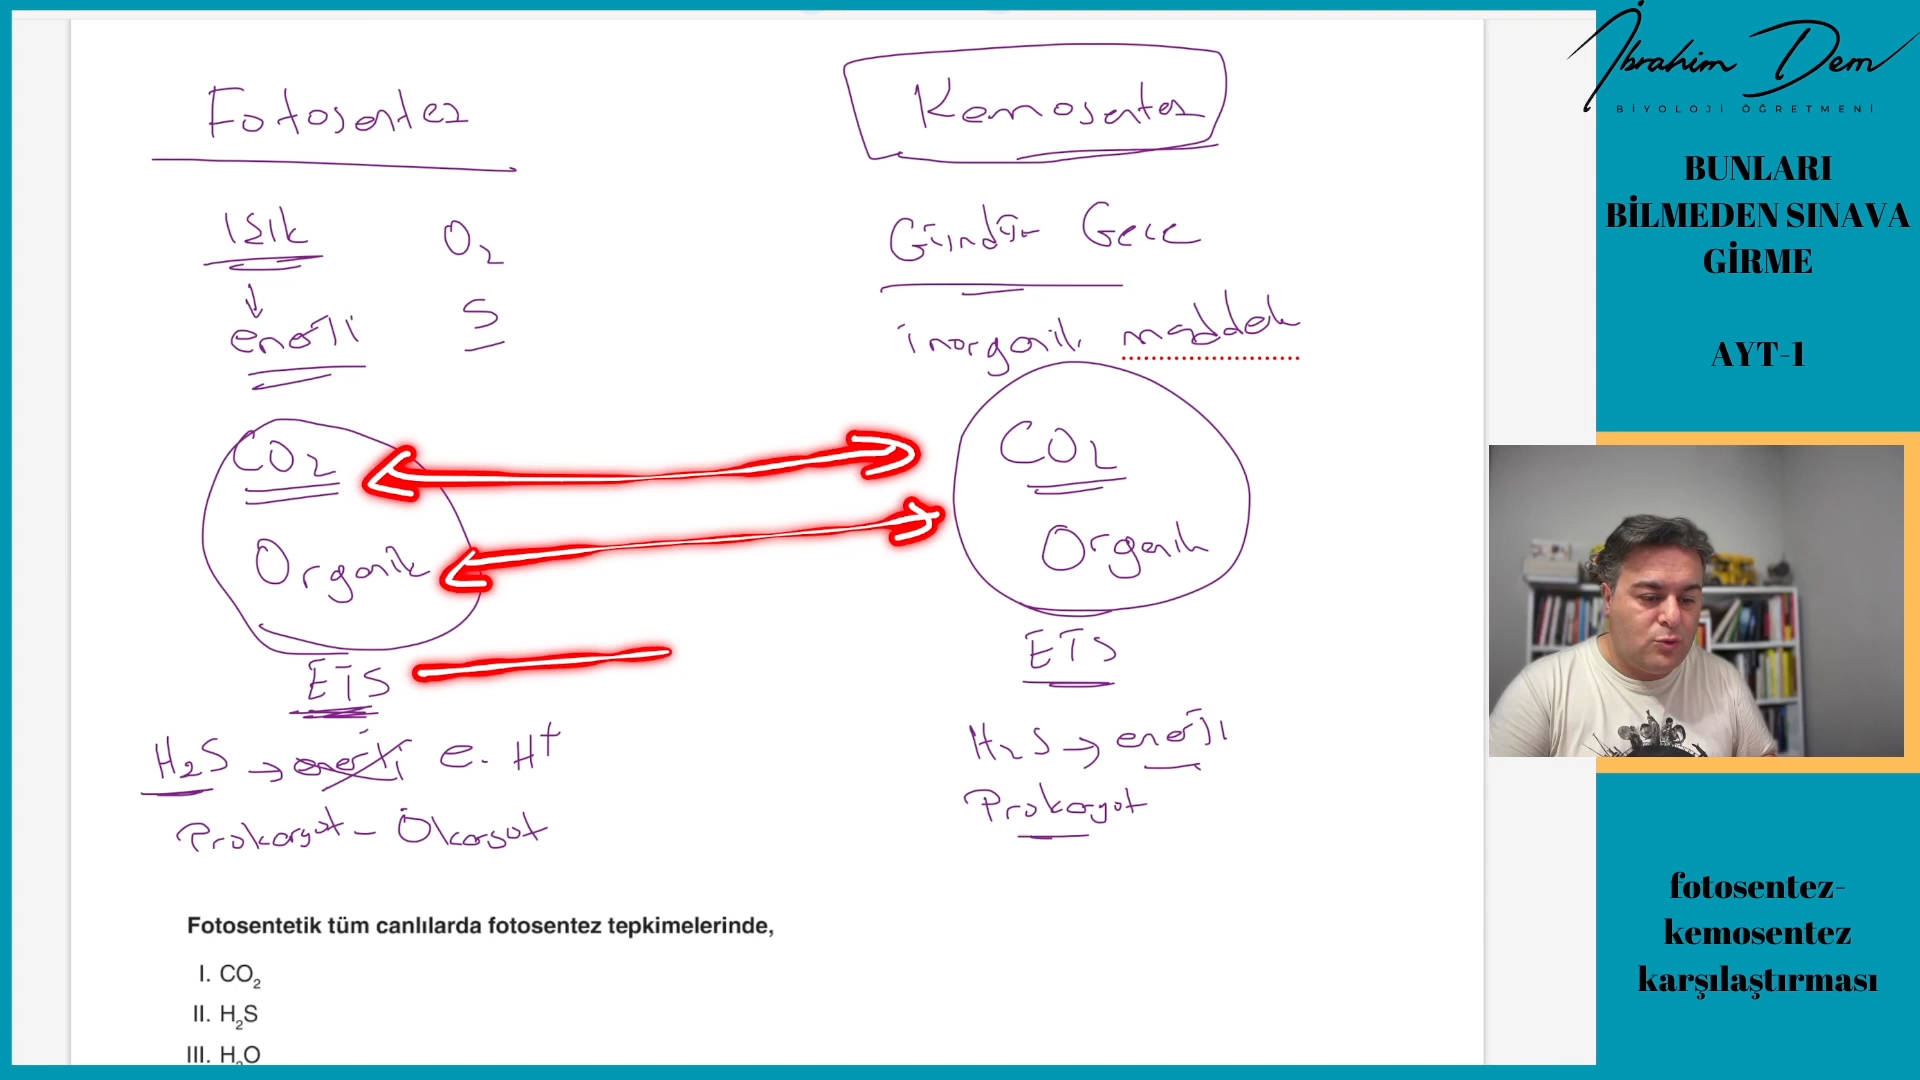 Fotosentez
Işık O2
enerji S
CO2
Organik
ETS
H2S → enerji e. H+
Prokaryot - Ökaryot
Kemosentez
Gündüz Gece
inorganik madde
CO2
Organik
ETS
H2S → enerji
Prokaryot
Fotosentetik tüm canlılarda fotosentez tepkimelerinde,
I. CO2
II. H2S
III. H2O
İbrahim Dem
BİYOLOJİ ÖĞRETMENİ
BUNLARI
BİLMEDEN SINAVA
GİRME
AYT-1
fotosentez-
kemosentez
karşılaştırması